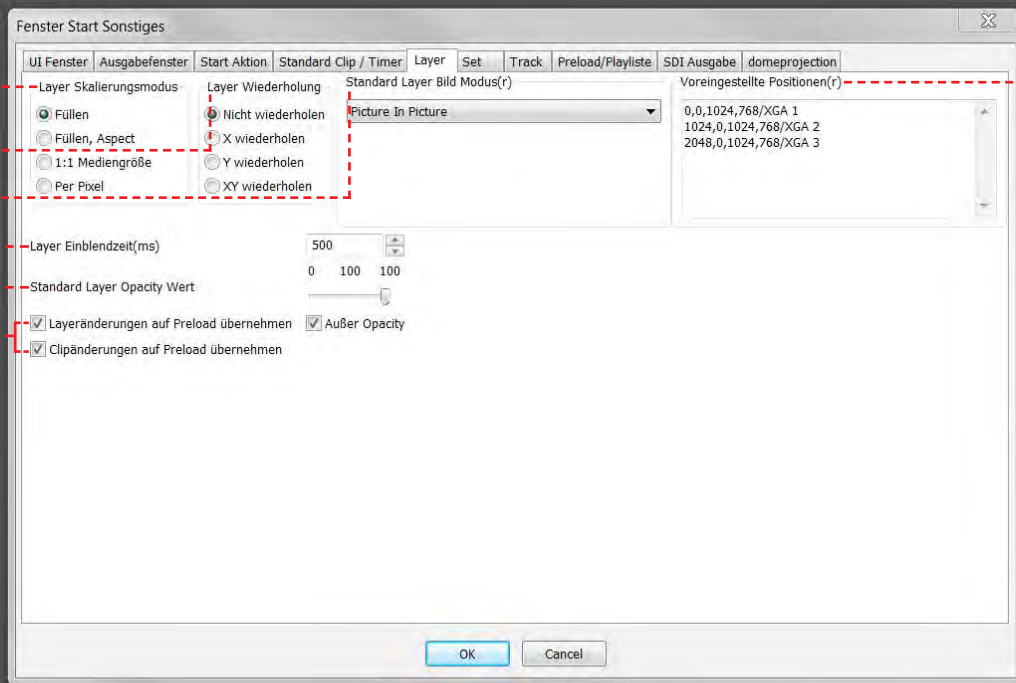 Fenster Start Sonstiges
UI Fenster Ausgabefenster Start Aktion Standard Clip / Timer Layer Set Track Preload/Playliste SDI Ausgabe domeprojection
Layer Skalierungsmodus
Füllen
Füllen, Aspect
1:1 Mediengröße
Per Pixel
Layer Wiederholung
Nicht wiederholen
X wiederholen
Y wiederholen
XY wiederholen
Standard Layer Bild Modus(r)
Picture In Picture
Voreingestellte Positionen(r)
0,0,1024,768/XGA 1
1024,0,1024,768/XGA 2
2048,0,1024,768/XGA 3
Layer Einblendzeit(ms)
500
0 100 100
Standard Layer Opacity Wert
Layeränderungen auf Preload übernehmen
Außer Opacity
Clipänderungen auf Preload übernehmen
OK
Cancel